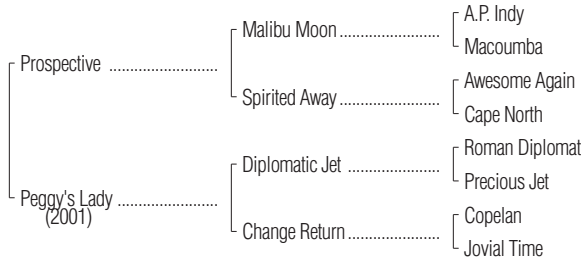 A.P. Indy
Malibu Moon ....................
Macoumba
Prospective .....................
Awesome Again
Spirited Away ....................
Cape North
Roman Diplomat
Diplomatic Jet ..................
Precious Jet
Peggy's Lady ...................
(2001)
Copelan
Change Return ..................
Jovial Time